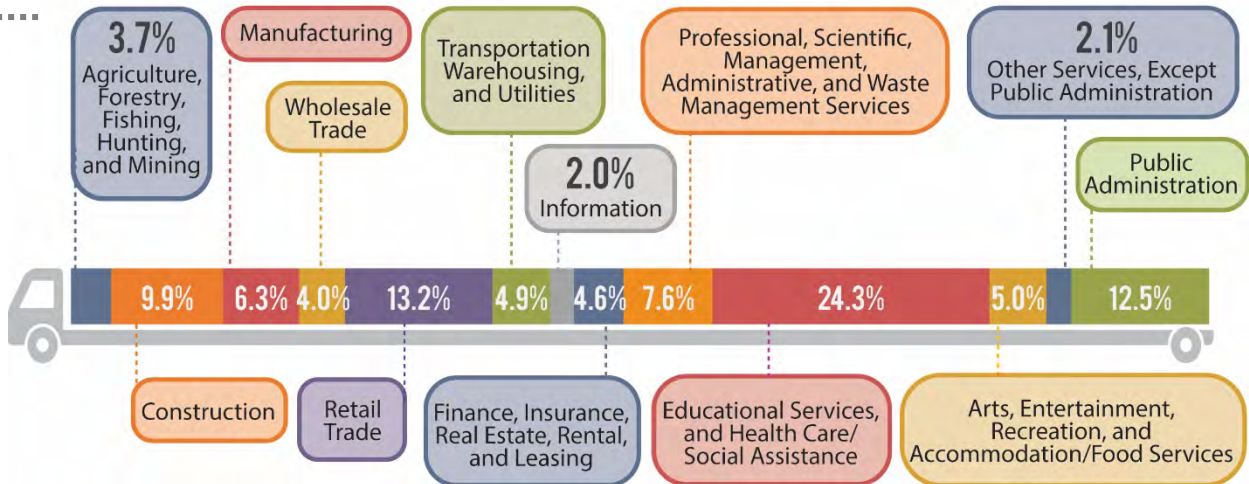 3.7%
Agriculture,
Forestry,
Fishing,
Hunting,
and Mining
Manufacturing
Wholesale
Trade
Transportation
Warehousing,
and Utilities
2.0%
Information
Professional, Scientific,
Management,
Administrative, and Waste
Management Services
2.1%
Other Services, Except
Public Administration
Public
Administration
9.9% 6.3% 4.0% 13.2% 4.9% 4.6% 7.6% 24.3% 5.0% 12.5%
Construction
Retail
Trade
Finance, Insurance,
Real Estate, Rental,
and Leasing
Educational Services,
and Health Care/
Social Assistance
Arts, Entertainment,
Recreation, and
Accommodation/Food Services